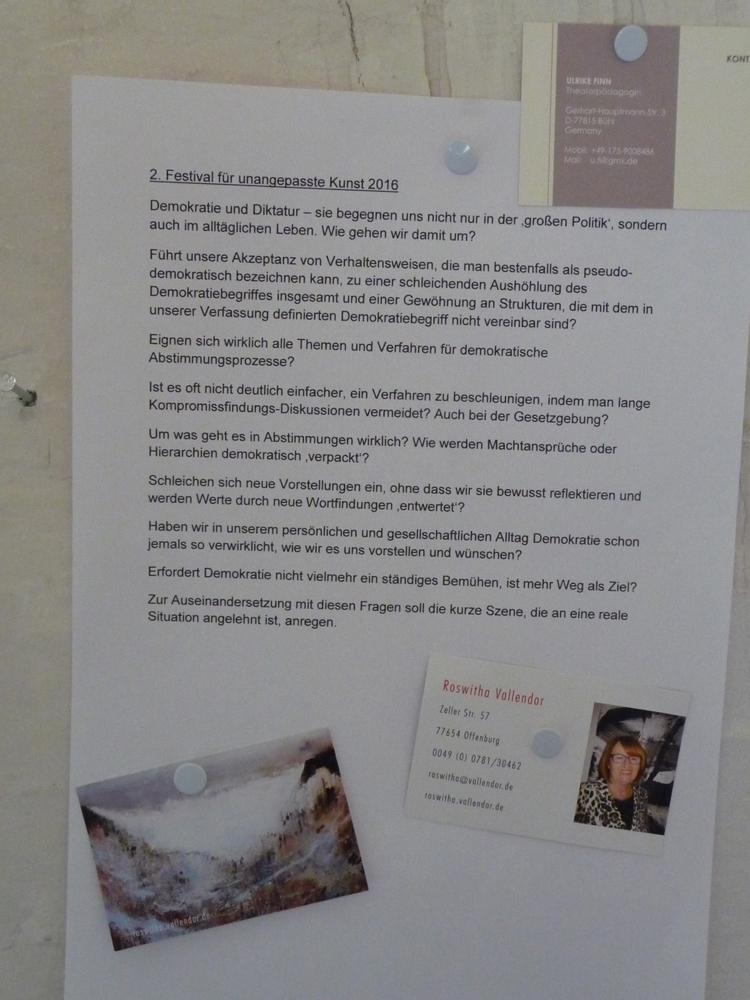 KONT
ULRIKE FINN
Theaterpädagogin
Gerhart-Hauptmann-Str. 3
D-77815 Bühl
Germany
Mobil: +49-175-9008486
Mail:
2. Festival für unangepasste Kunst 2016
Demokratie und Diktatur – sie begegnen uns nicht nur in der ‚großen Politik‘, sondern
auch im alltäglichen Leben. Wie gehen wir damit um?
Führt unsere Akzeptanz von Verhaltensweisen, die man bestenfalls als pseudo-
demokratisch bezeichnen kann, zu einer schleichenden Aushöhlung des
Demokratiebegriffes insgesamt und einer Gewöhnung an Strukturen, die mit dem in
unserer Verfassung definierten Demokratiebegriff nicht vereinbar sind?
Eignen sich wirklich alle Themen und Verfahren für demokratische
Abstimmungsprozesse?
Ist es oft nicht deutlich einfacher, ein Verfahren zu beschleunigen, indem man lange
Kompromissfindungs-Diskussionen vermeidet? Auch bei der Gesetzgebung?
Um was geht es in Abstimmungen wirklich? Wie werden Machtansprüche oder
Hierarchien demokratisch ‚verpackt‘?
Schleichen sich neue Vorstellungen ein, ohne dass wir sie bewusst reflektieren und
werden Werte durch neue Wortfindungen ‚entwertet‘?
Haben wir in unserem persönlichen und gesellschaftlichen Alltag Demokratie schon
jemals so verwirklicht, wie wir es uns vorstellen und wünschen?
Erfordert Demokratie nicht vielmehr ein ständiges Bemühen, ist mehr Weg als Ziel?
Zur Auseinandersetzung mit diesen Fragen soll die kurze Szene, die an eine reale
Situation angelehnt ist, anregen.
Roswitha Vallendor
Zeller Str. 57
77654 Offenburg
0049 (0) 0781/30462
roswitha@vallendor.de
roswitha.vallendor.de
roswitha.vallendor.de